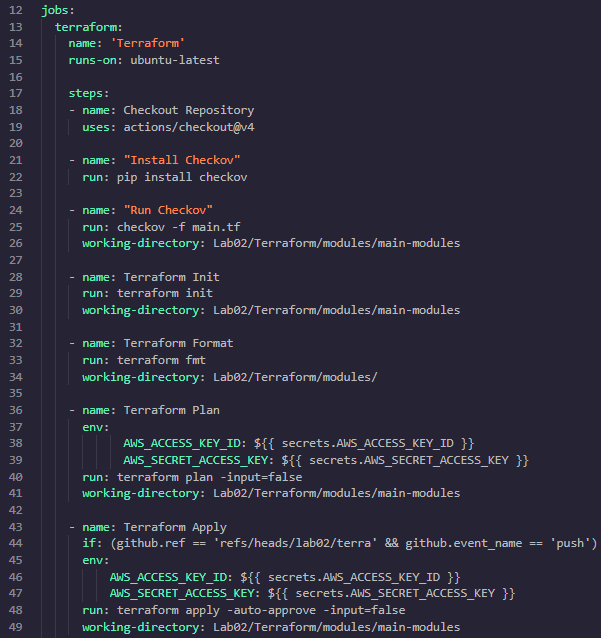 12 jobs:
13   terraform:
14     name: 'Terraform'
15     runs-on: ubuntu-latest
16
17     steps:
18     - name: Checkout Repository
19       uses: actions/checkout@v4
20
21     - name: "Install Checkov"
22       run: pip install checkov
23
24     - name: "Run Checkov"
25       run: checkov -f main.tf
26       working-directory: Lab02/Terraform/modules/main-modules
27
28     - name: Terraform Init
29       run: terraform init
30       working-directory: Lab02/Terraform/modules/main-modules
31
32     - name: Terraform Format
33       run: terraform fmt
34       working-directory: Lab02/Terraform/modules/
35
36     - name: Terraform Plan
37       env:
38             AWS_ACCESS_KEY_ID: ${{ secrets.AWS_ACCESS_KEY_ID }}
39             AWS_SECRET_ACCESS_KEY: ${{ secrets.AWS_SECRET_ACCESS_KEY }}
40       run: terraform plan -input=false
41       working-directory: Lab02/Terraform/modules/main-modules
42
43     - name: Terraform Apply
44       if: (github.ref == 'refs/heads/lab02/terra' && github.event_name == 'push')
45       env:
46           AWS_ACCESS_KEY_ID: ${{ secrets.AWS_ACCESS_KEY_ID }}
47           AWS_SECRET_ACCESS_KEY: ${{ secrets.AWS_SECRET_ACCESS_KEY }}
48       run: terraform apply -auto-approve -input=false
49       working-directory: Lab02/Terraform/modules/main-modules